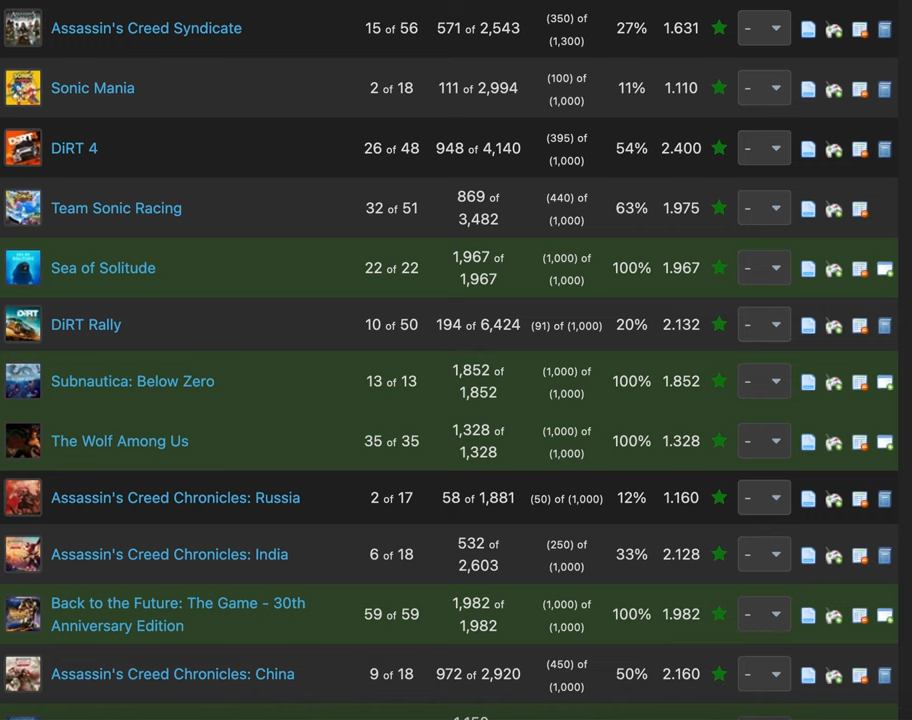 Assassin's Creed Syndicate 15 of 56 571 of 2,543 (350) of (1,300) 27% 1.631 -
Sonic Mania 2 of 18 111 of 2,994 (100) of (1,000) 11% 1.110 -
DiRT 4 26 of 48 948 of 4,140 (395) of (1,000) 54% 2.400 -
Team Sonic Racing 32 of 51 869 of 3,482 (440) of (1,000) 63% 1.975 -
Sea of Solitude 22 of 22 1,967 of 1,967 (1,000) of (1,000) 100% 1.967 -
DiRT Rally 10 of 50 194 of 6,424 (91) of (1,000) 20% 2.132 -
Subnautica: Below Zero 13 of 13 1,852 of 1,852 (1,000) of (1,000) 100% 1.852 -
The Wolf Among Us 35 of 35 1,328 of 1,328 (1,000) of (1,000) 100% 1.328 -
Assassin's Creed Chronicles: Russia 2 of 17 58 of 1,881 (50) of (1,000) 12% 1.160 -
Assassin's Creed Chronicles: India 6 of 18 532 of 2,603 (250) of (1,000) 33% 2.128 -
Back to the Future: The Game - 30th Anniversary Edition 59 of 59 1,982 of 1,982 (1,000) of (1,000) 100% 1.982 -
Assassin's Creed Chronicles: China 9 of 18 972 of 2,920 (450) of (1,000) 50% 2.160 -